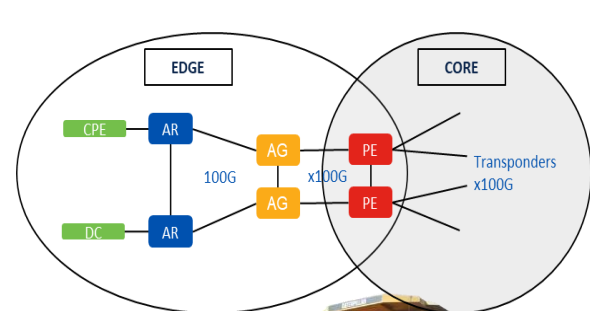 EDGE
CORE
CPE
AR
AG
PE
100G
x100G
Transponders
x100G
AG
PE
DC
AR